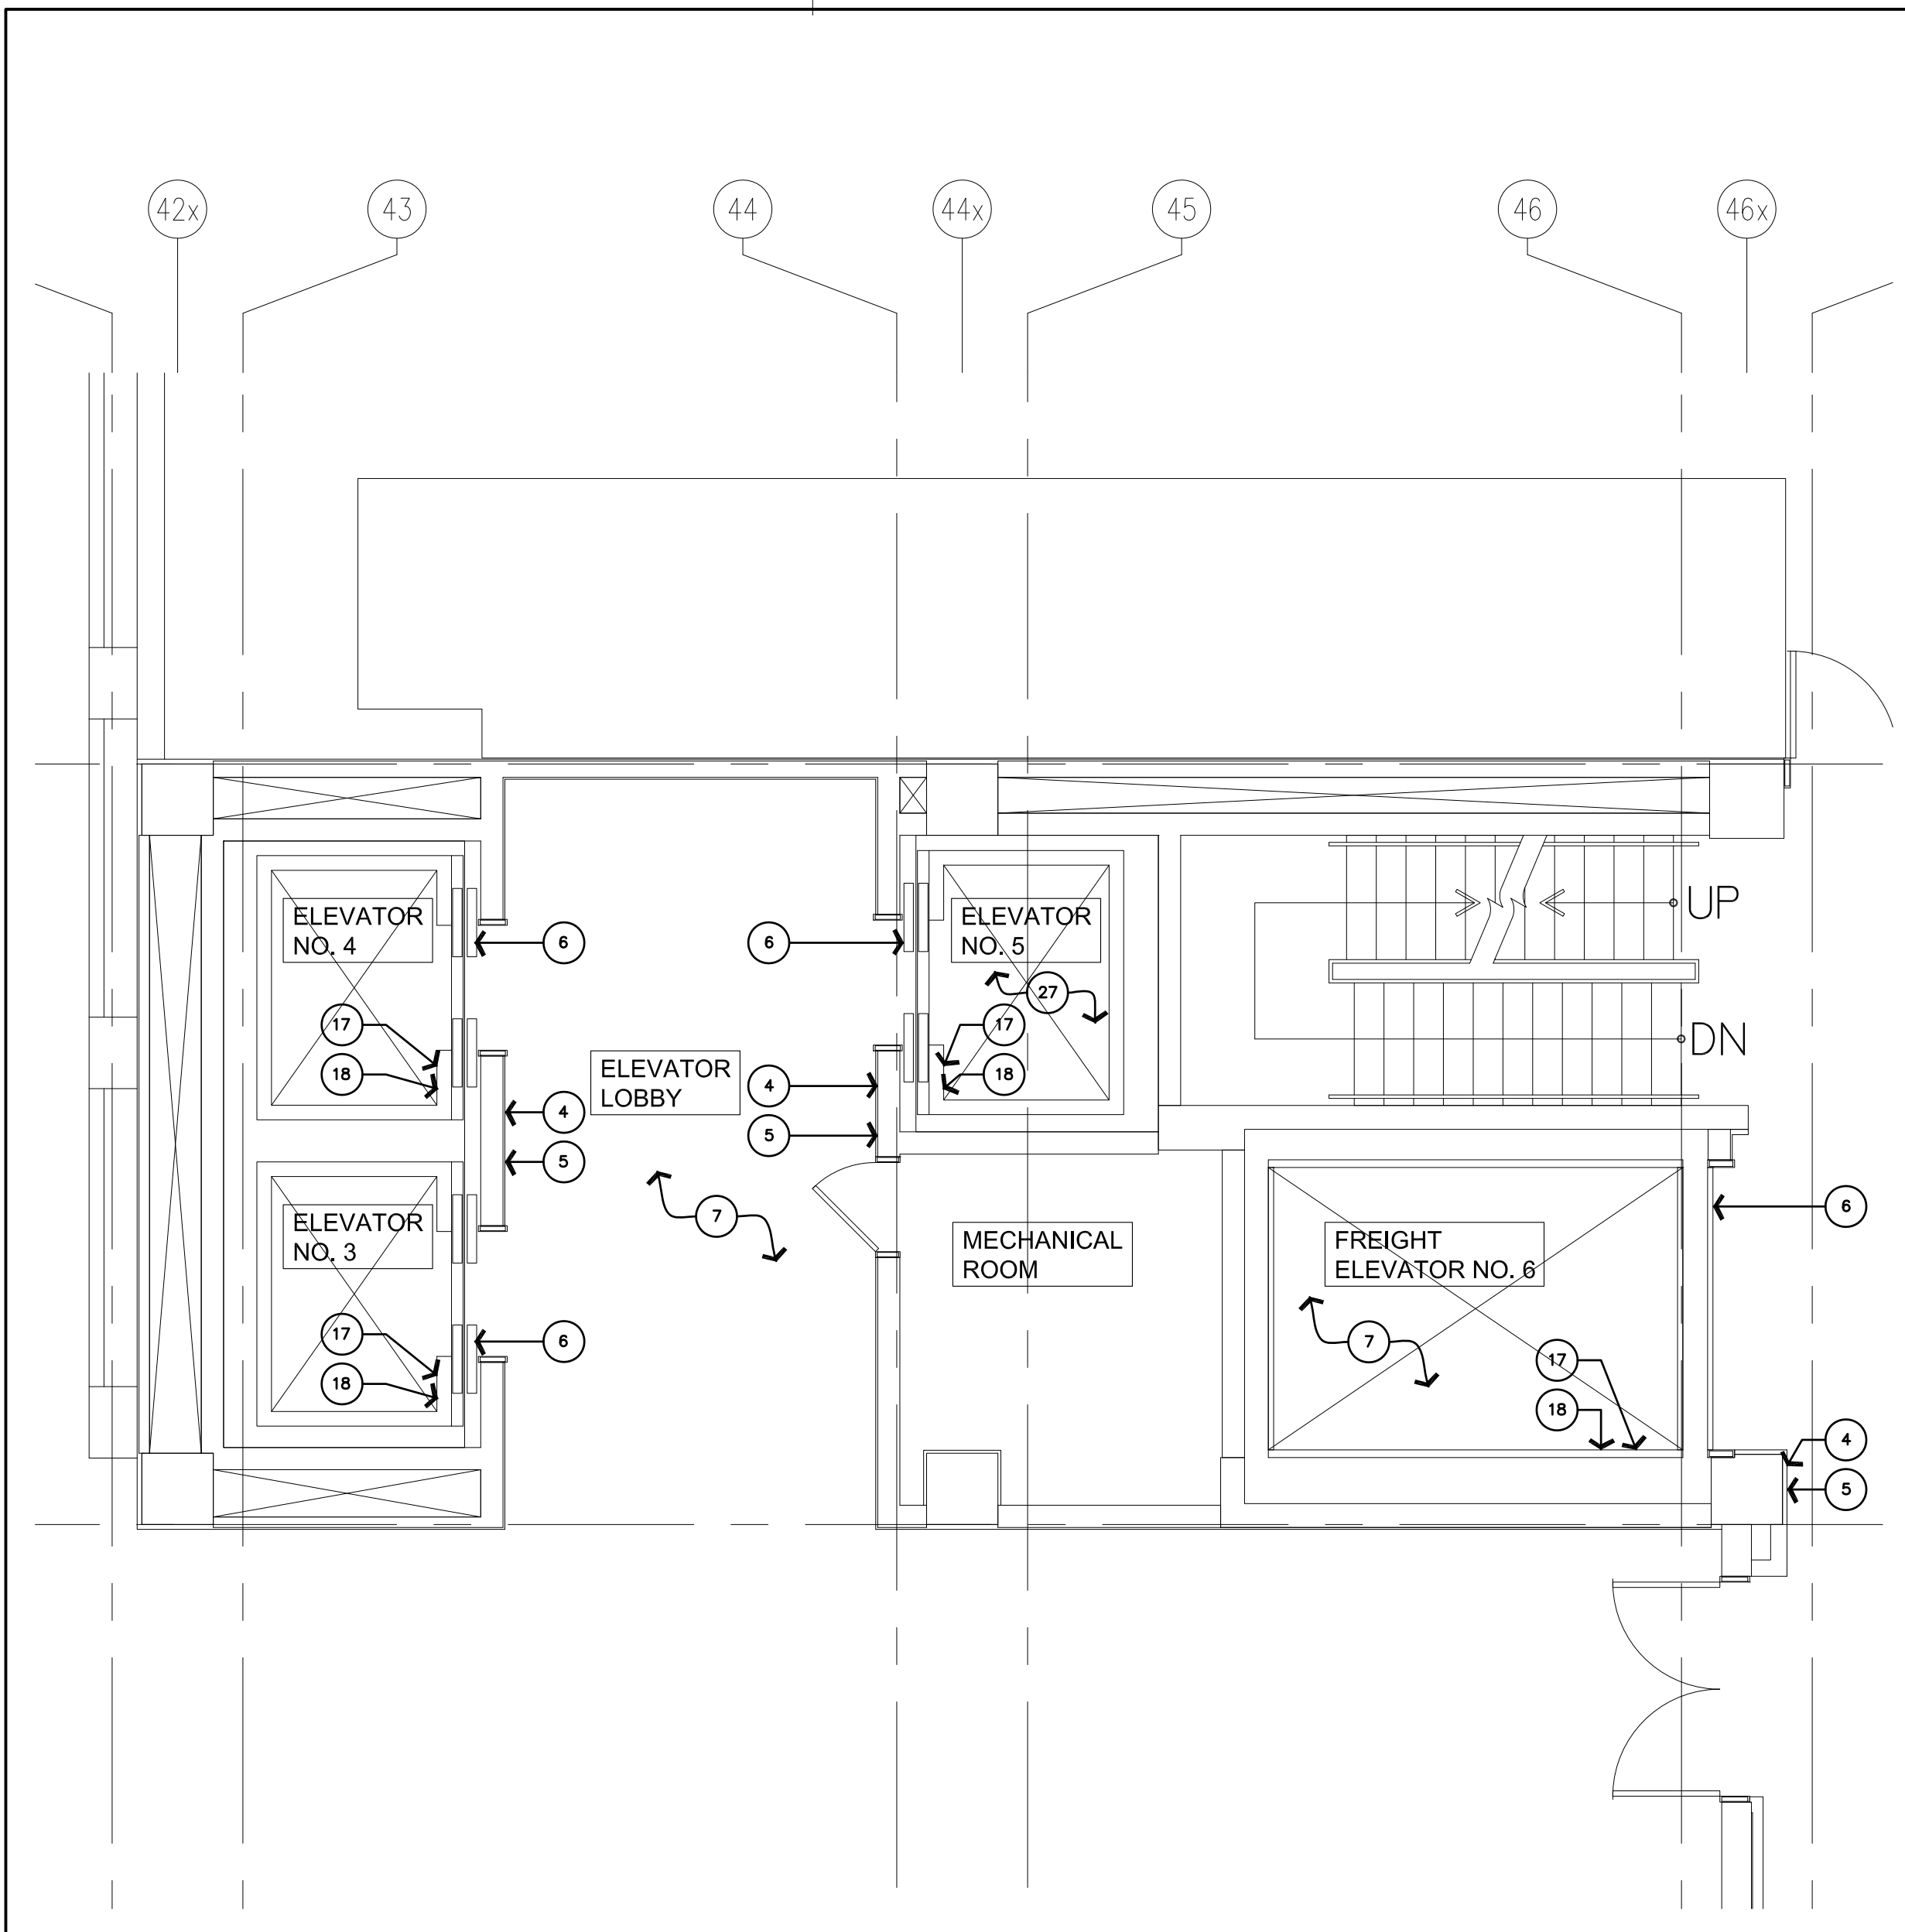 42x
43
44
44x
45
46
46x
ELEVATOR
NO. 4
6
6
ELEVATOR
NO. 5
UP
27
17
17
18
18
DN
ELEVATOR
LOBBY
4
4
5
5
7
ELEVATOR
NO. 3
MECHANICAL
ROOM
FREIGHT
ELEVATOR NO. 6
6
17
18
6
7
17
18
4
5